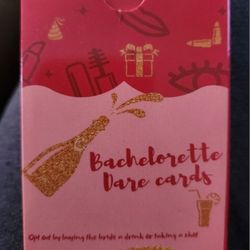 Bachelorette
Dare cards
Opt out by buying the bride a drink or taking a shot